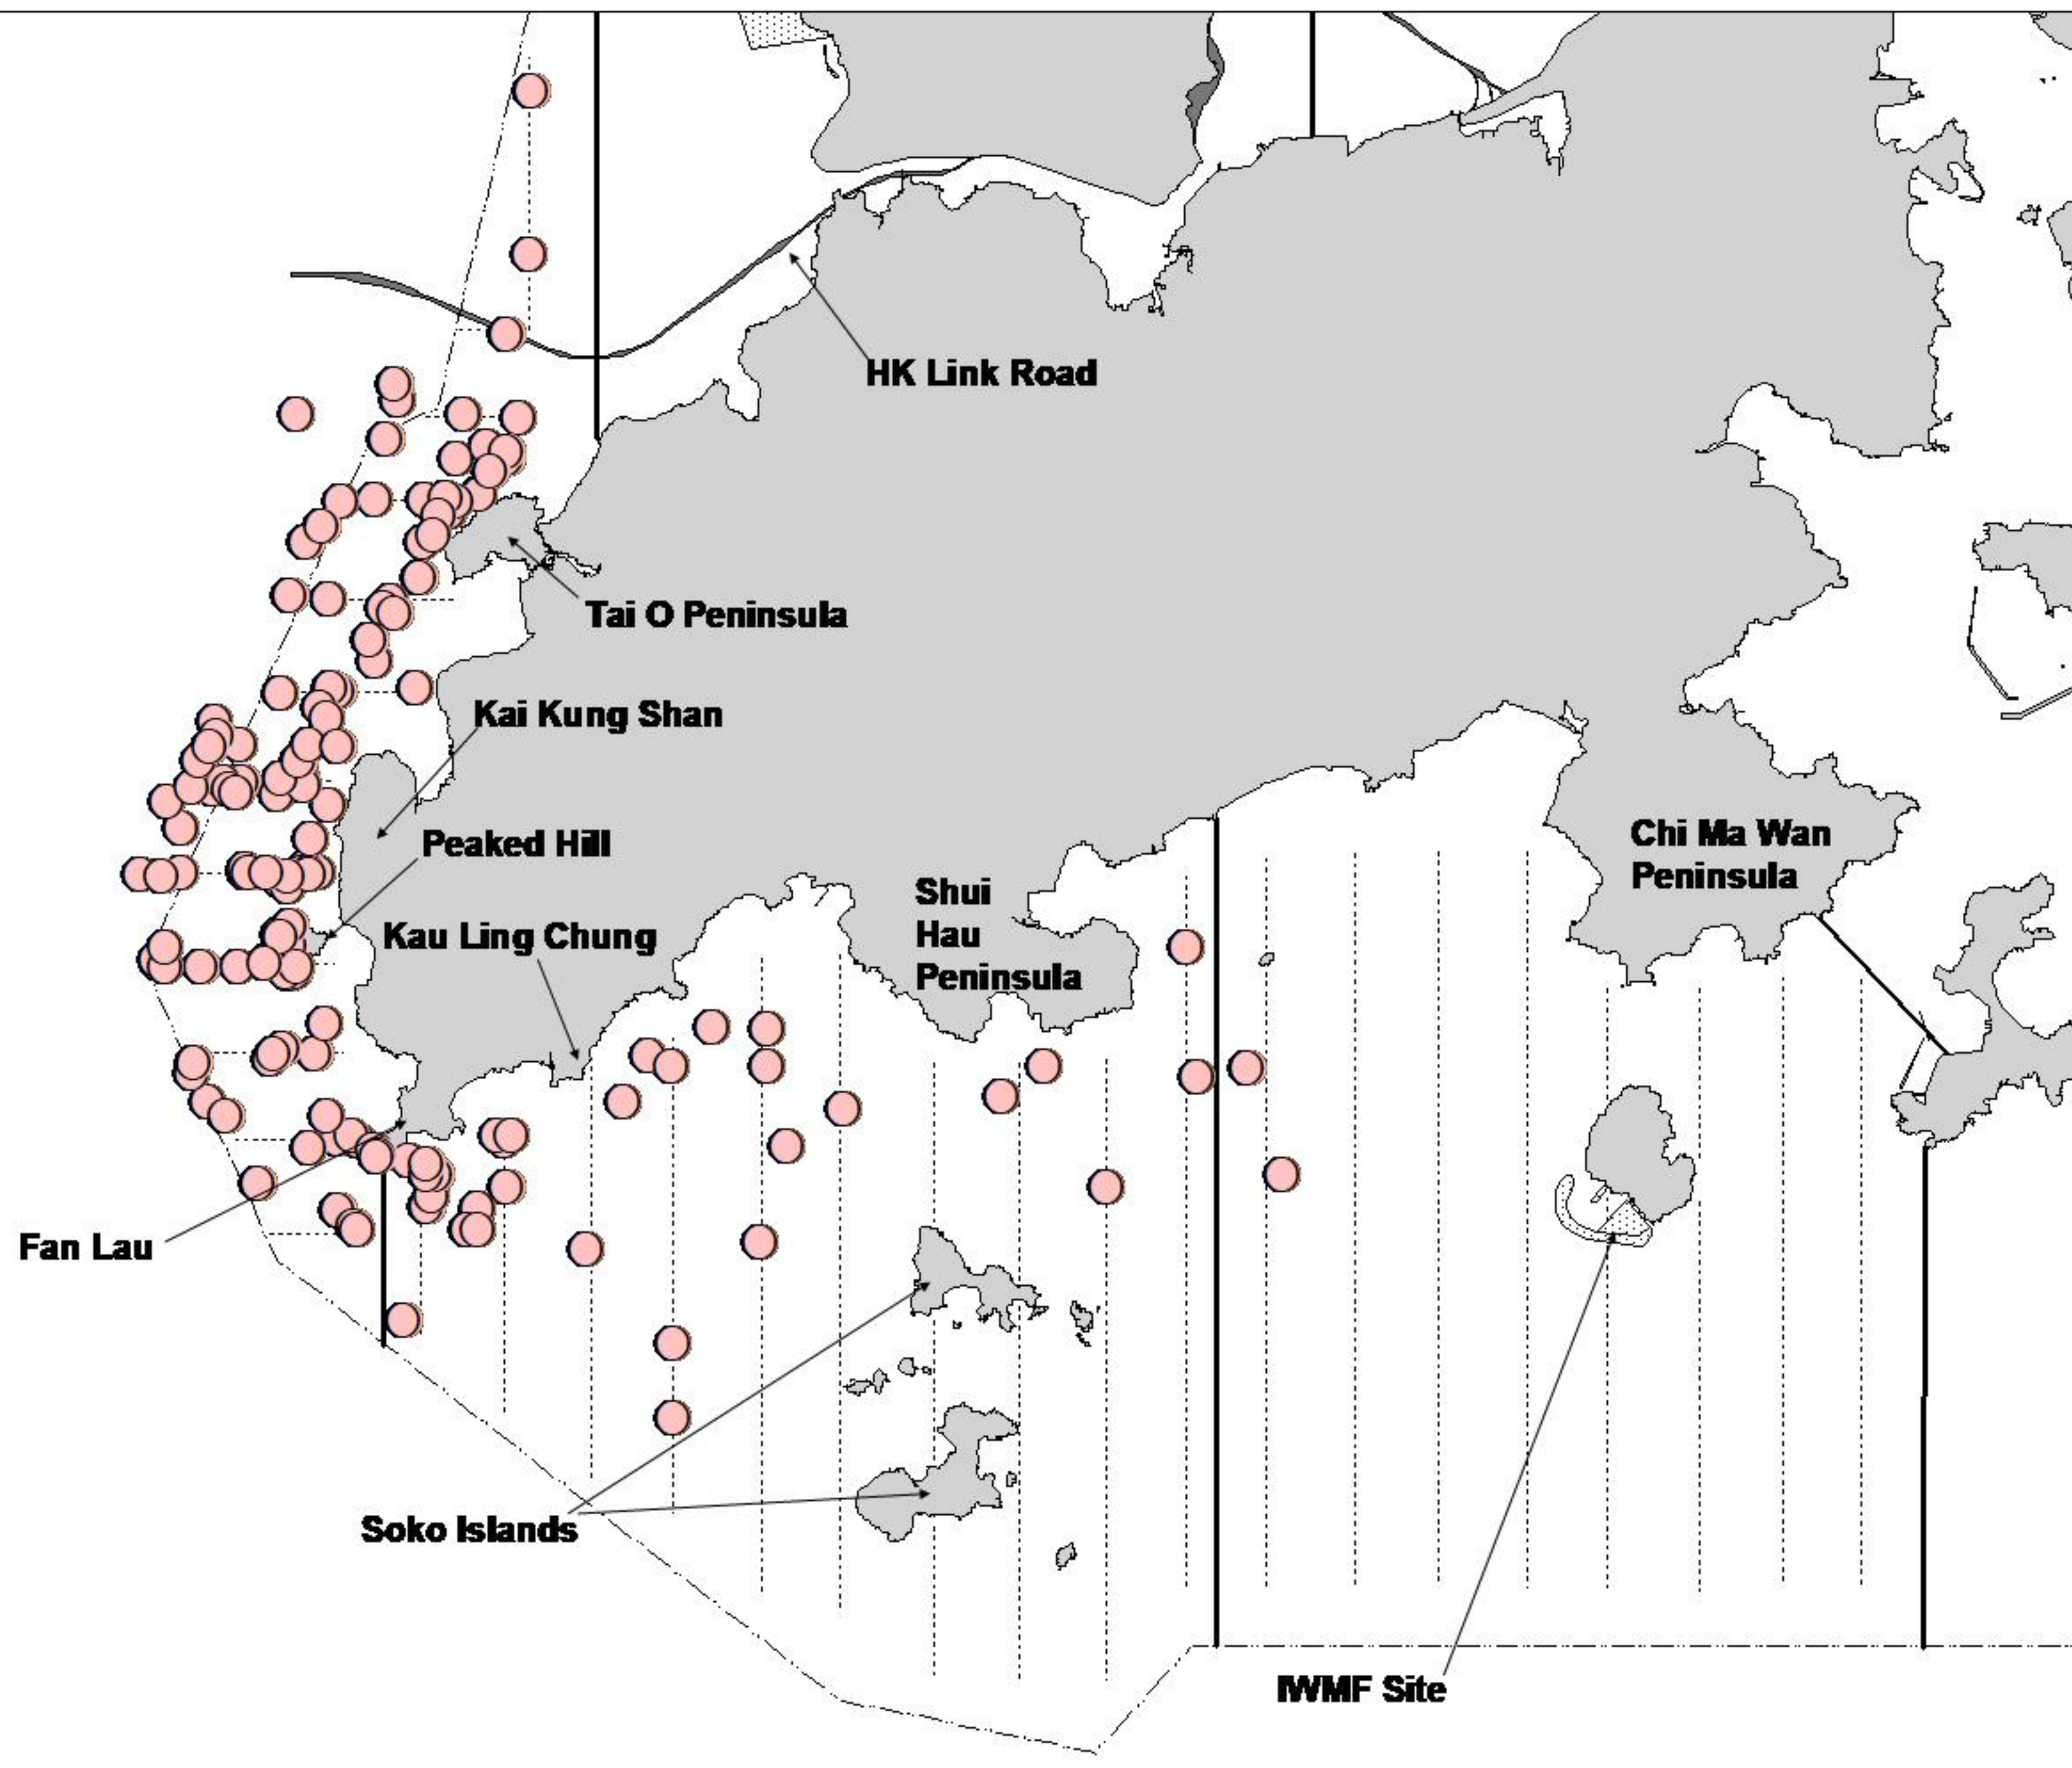 HK Link Road
Tai O Peninsula
Kai Kung Shan
Peaked Hill
Chi Ma Wan
Peninsula
Shui
Hau
Peninsula
Kau Ling Chung
Fan Lau
Soko Islands
IWMF Site